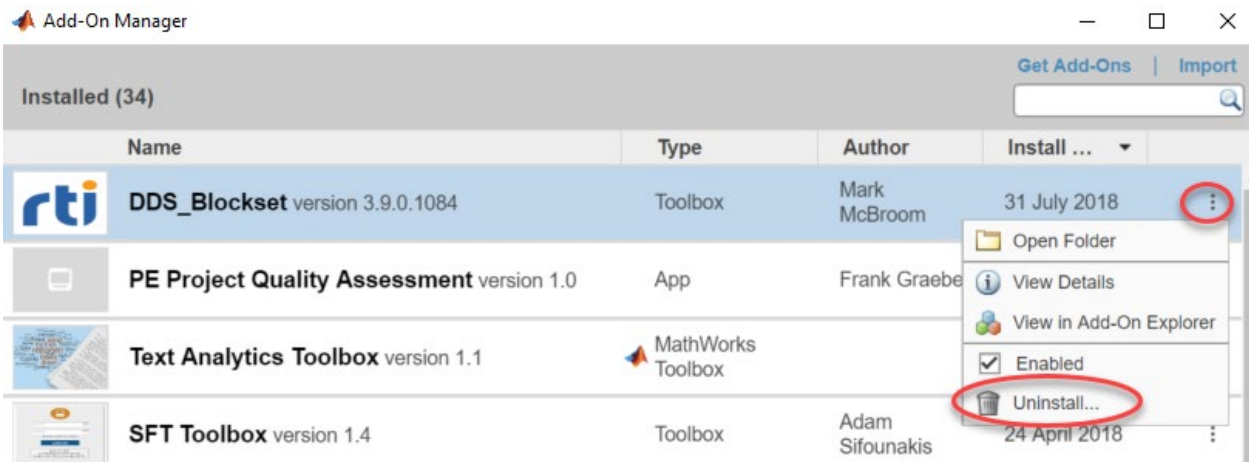 Add-On Manager
Get Add-Ons | Import
Installed (34)
Name Type Author Install ...
rti DDS_Blockset version 3.9.0.1084 Toolbox Mark McBroom 31 July 2018
Open Folder
PE Project Quality Assessment version 1.0 App Frank Graebe
View Details
View in Add-On Explorer
Text Analytics Toolbox version 1.1 MathWorks Toolbox
Enabled
Uninstall...
SFT Toolbox version 1.4 Toolbox Adam Sifounakis 24 April 2018